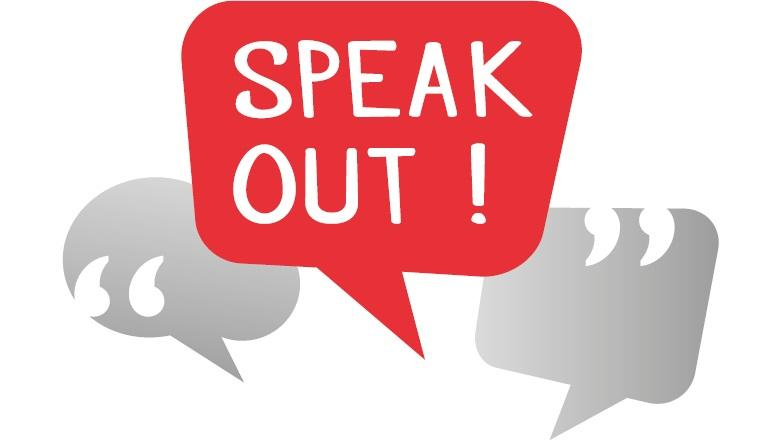 SPEAK
OUT !
“ ”